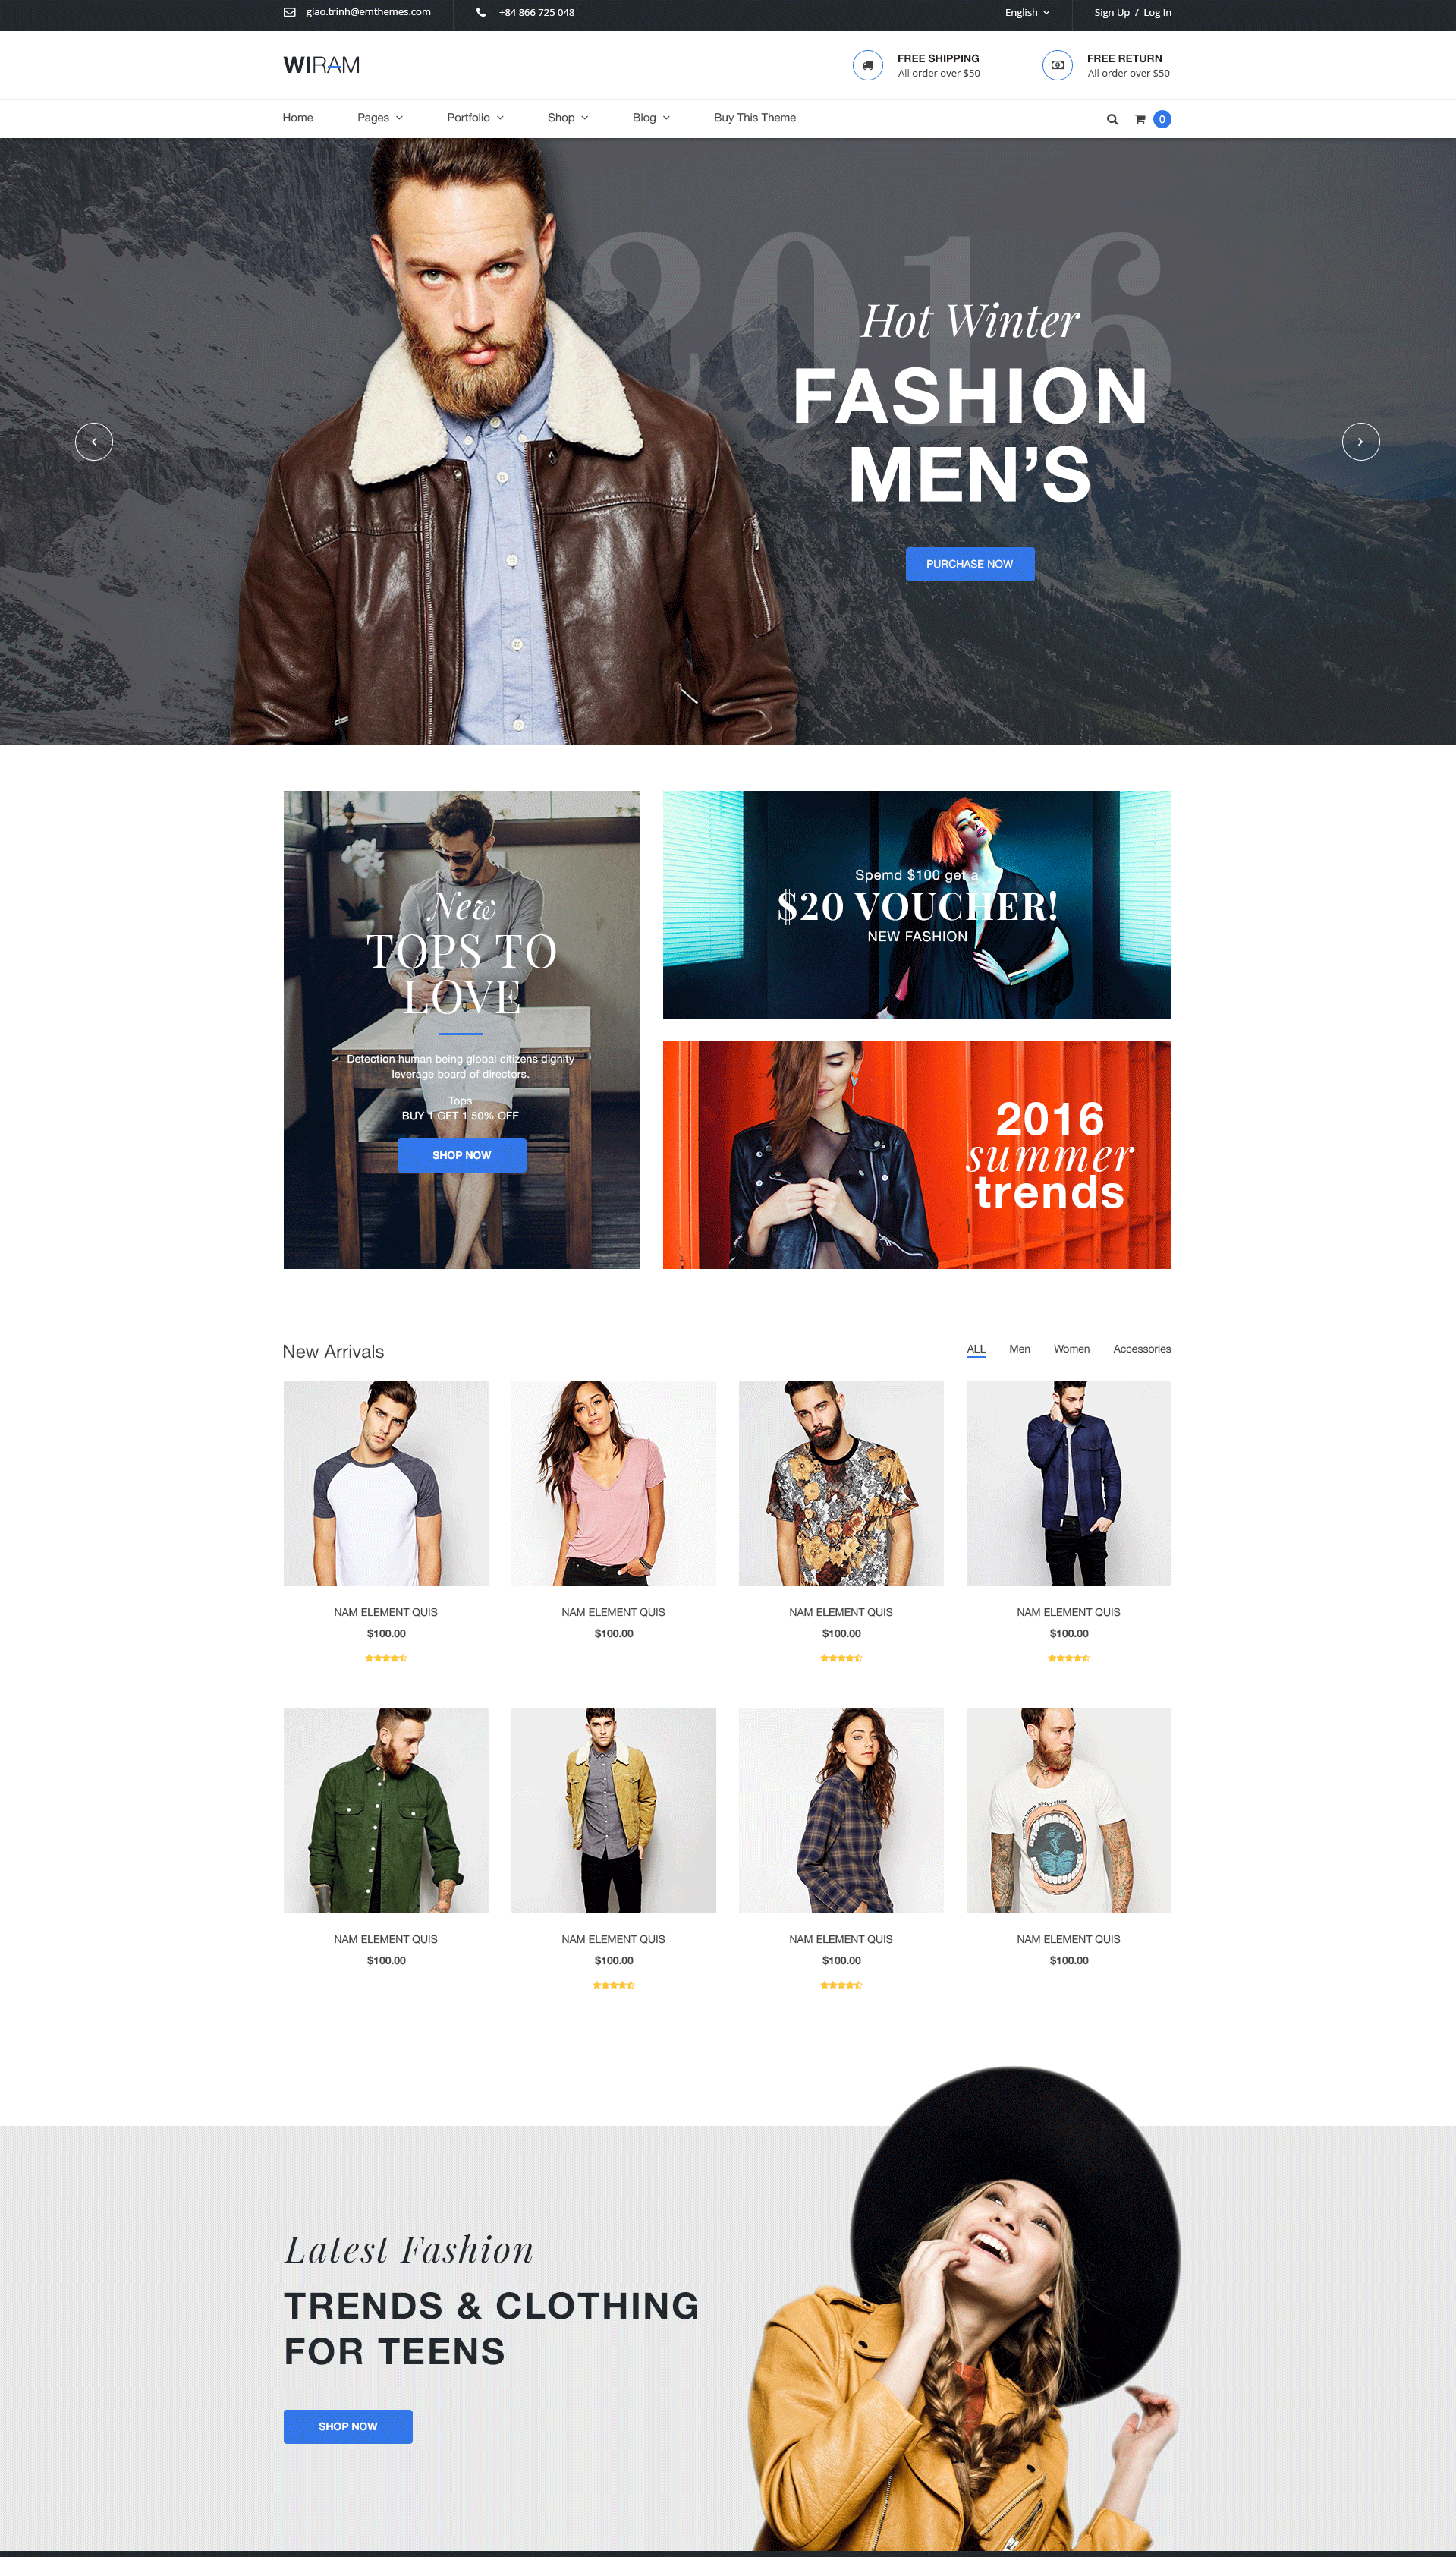 giao.trinh@emthemes.com
+84 866 725 048
English
Sign Up / Log In
WIRAM
FREE SHIPPING
All order over $50
FREE RETURN
All order over $50
Home
Pages
Portfolio
Shop
Blog
Buy This Theme
0
2016
Hot Winter
FASHION
MEN'S
PURCHASE NOW
New
TOPS TO
LOVE
Detection human being global citizens dignity
leverage board of directors.
Tops
BUY 1 GET 1 50% OFF
SHOP NOW
Spemd $100 get a
$20 VOUCHER!
NEW FASHION
2016
summer
trends
New Arrivals
ALL
Men
Women
Accessories
NAM ELEMENT QUIS
$100.00
NAM ELEMENT QUIS
$100.00
NAM ELEMENT QUIS
$100.00
NAM ELEMENT QUIS
$100.00
NAM ELEMENT QUIS
$100.00
NAM ELEMENT QUIS
$100.00
NAM ELEMENT QUIS
$100.00
NAM ELEMENT QUIS
$100.00
Latest Fashion
TRENDS & CLOTHING
FOR TEENS
SHOP NOW